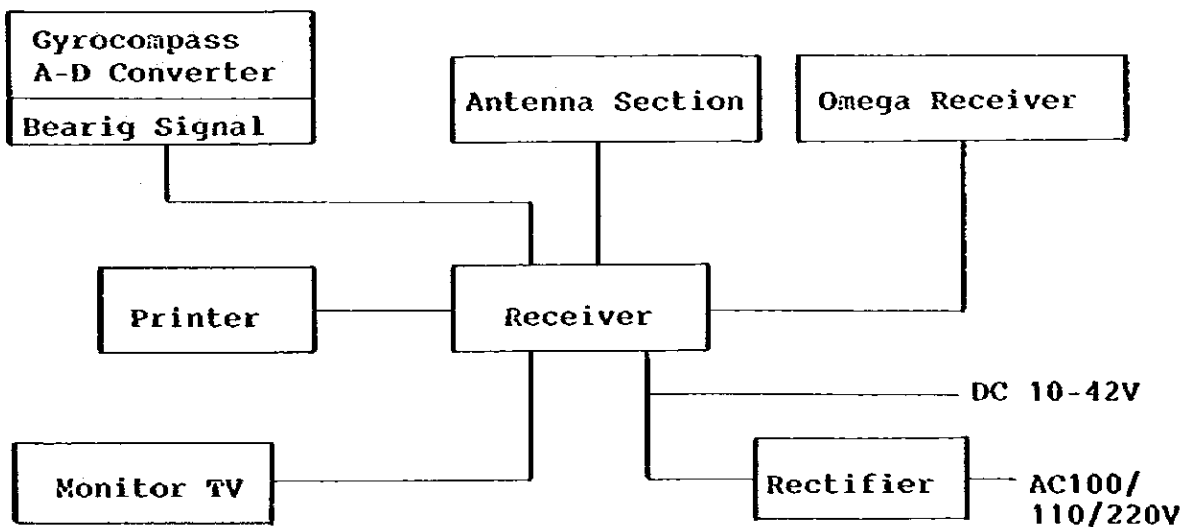 Gyrocompass
A-D Converter
Bearig Signal
Antenna Section
Omega Receiver
Printer
Receiver
DC 10-42V
Monitor TV
Rectifier
AC100/
110/220V